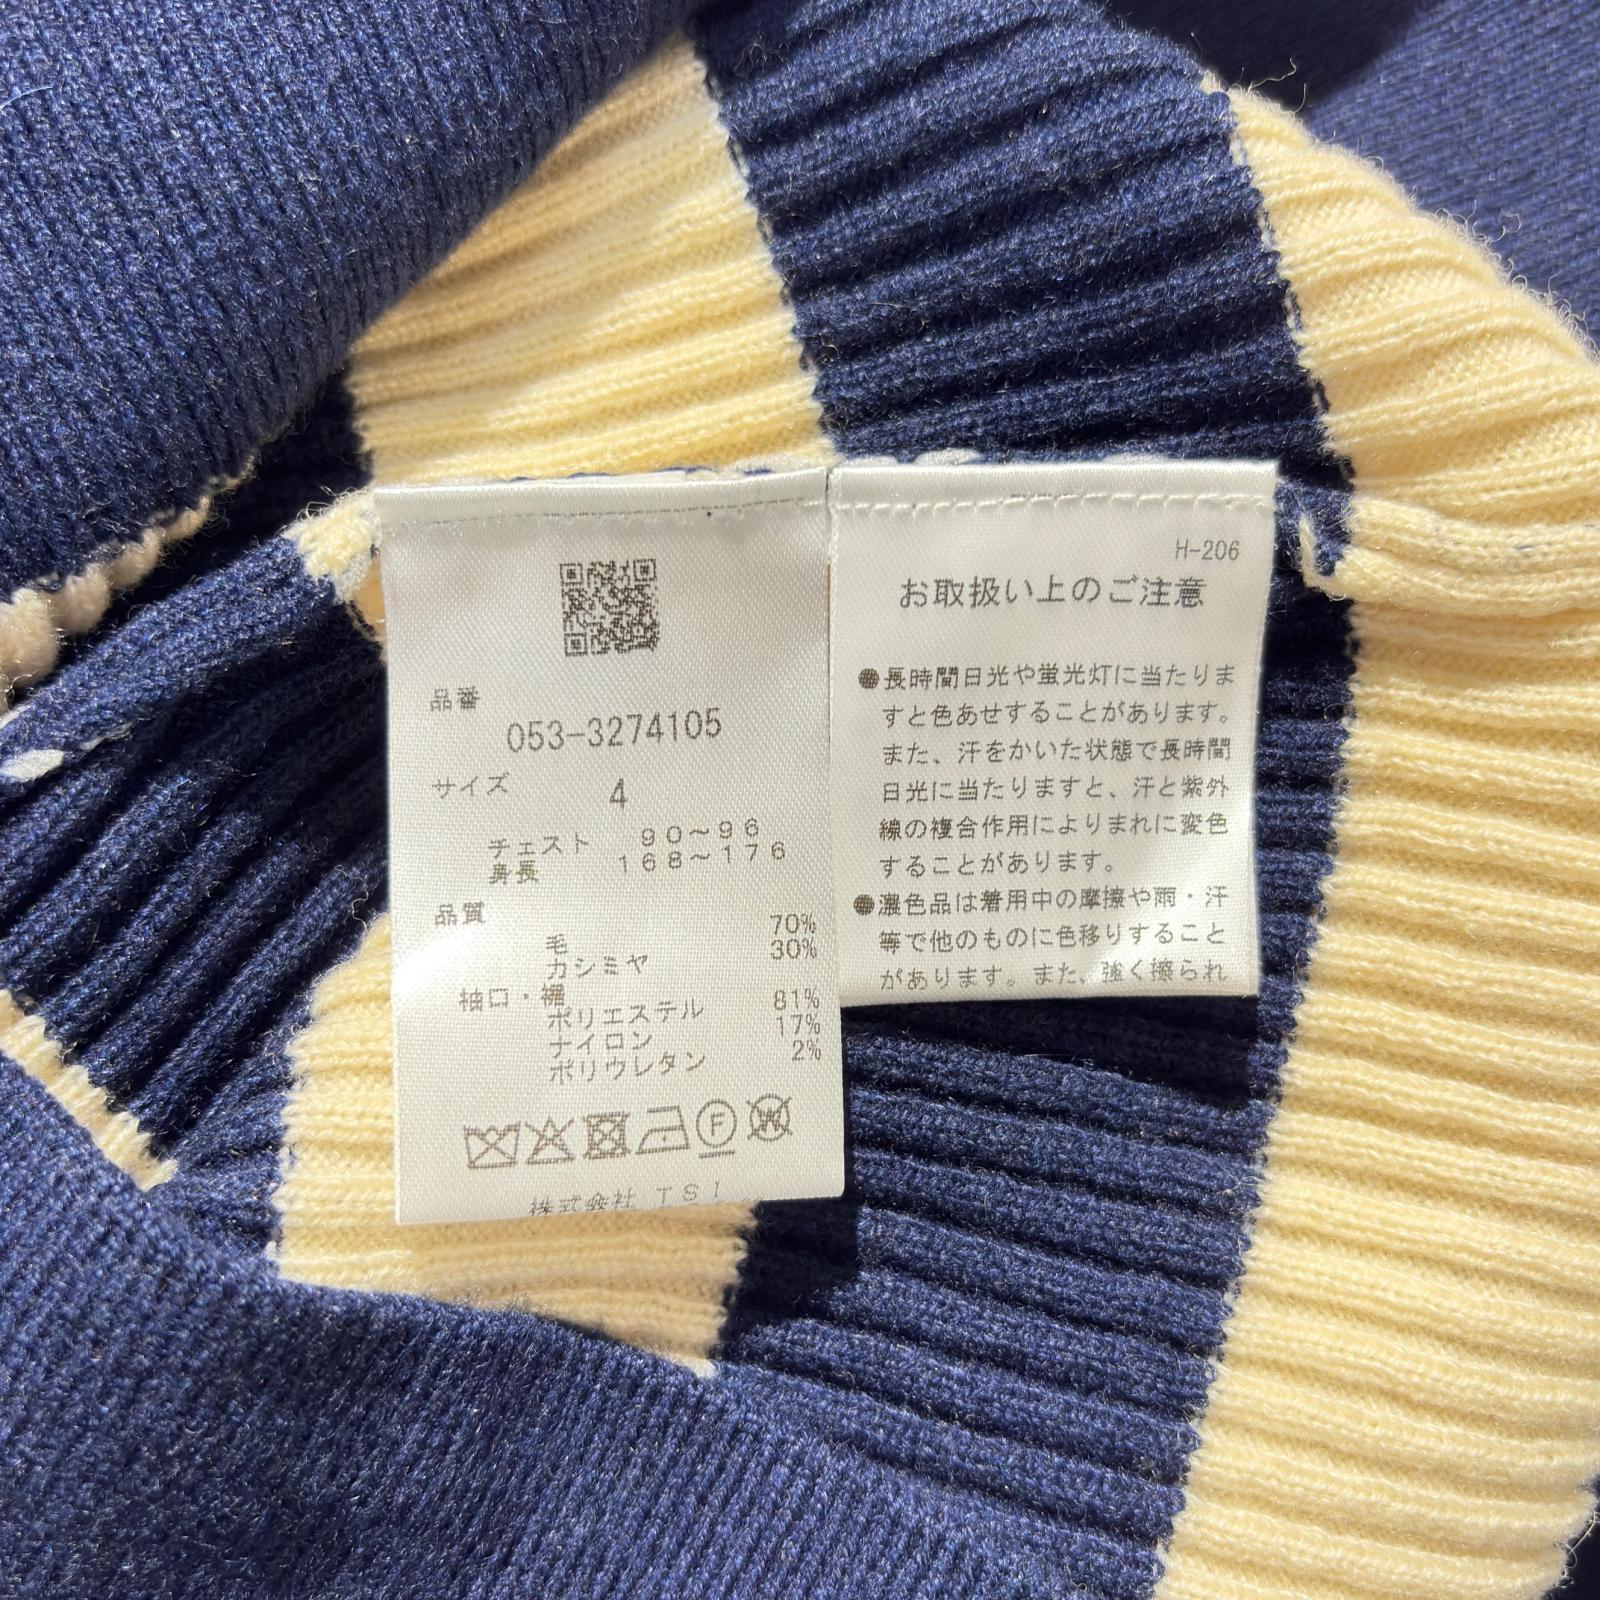 品番
053-3274105
サイズ 4
チェスト 90~96
身長 168~176
品質
毛 70%
カシミヤ 30%
袖口・裾
ポリエステル 81%
ナイロン 17%
ポリウレタン 2%
F
W
株式会社 TSI
H-206
お取扱い上のご注意
●長時間日光や蛍光灯に当たりま
すと色あせすることがあります。
また、汗をかいた状態で長時間
日光に当たりますと、汗と紫外
線の複合作用によりまれに変色
することがあります。
●濃色品は着用中の摩擦や雨・汗
等で他のものに色移りすること
があります。また、強く擦られ